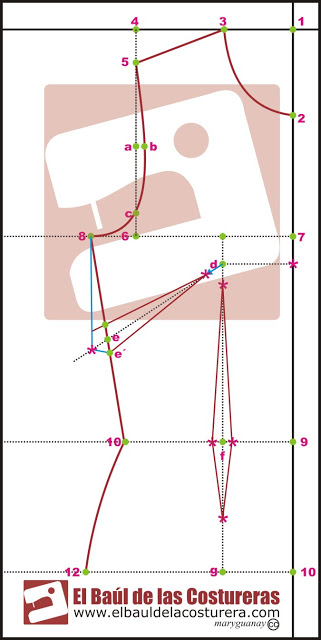 4 3 1
5
2
a b
c
8 6 7
d
e
e´
10 9
f
12 g 10
El Baúl de las Costureras
www.elbauldelacosturera.com
maryguanay cc